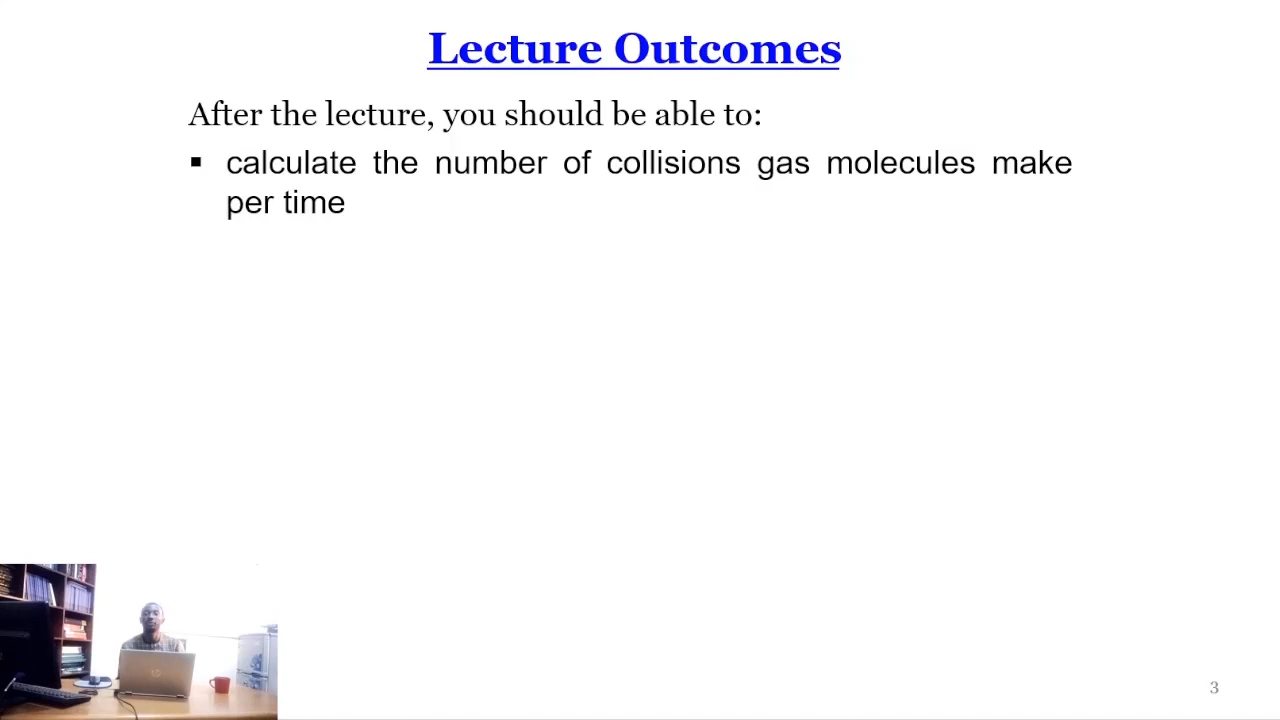 Lecture Outcomes
After the lecture, you should be able to:
▪ calculate the number of collisions gas molecules make
per time
3